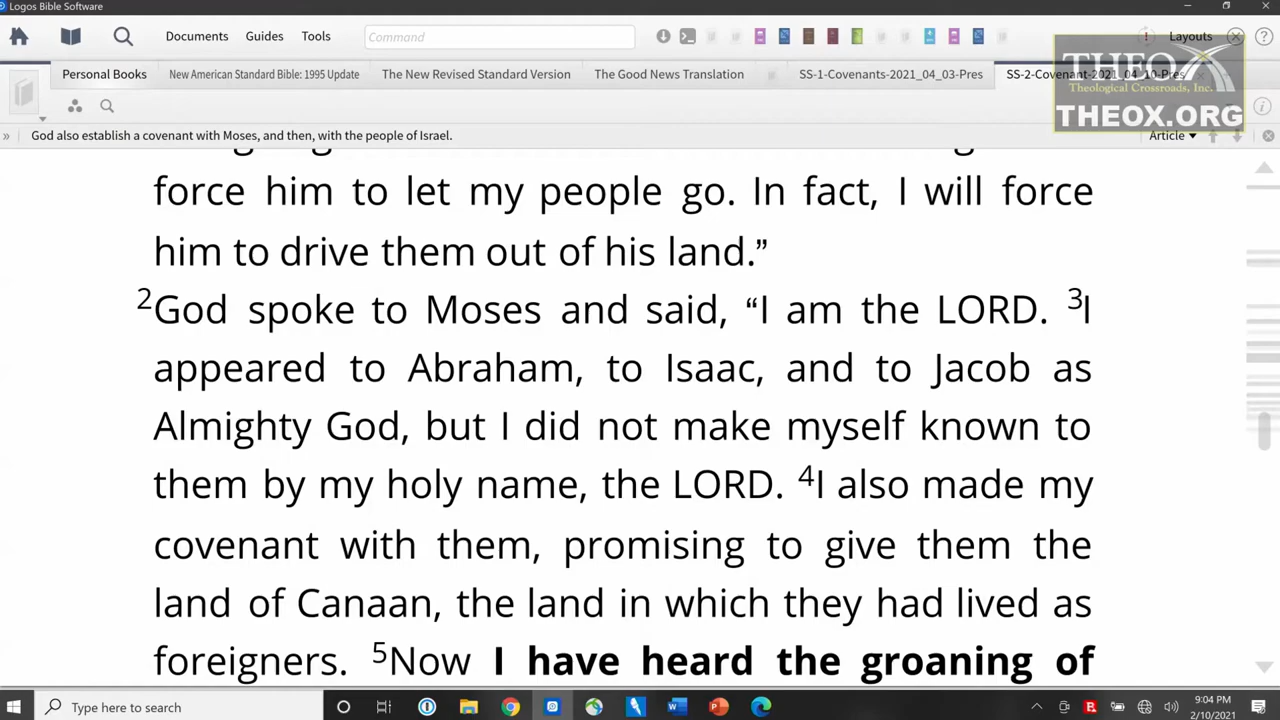 Logos Bible Software
Documents Guides Tools Command Layouts
Personal Books New American Standard Bible: 1995 Update The New Revised Standard Version The Good News Translation SS-1-Covenants-2021_04_03-Pres SS-2-Covenant-2021_04_10-Pres
THEOX
Theological Crossroads, Inc.
THEOX.ORG
» God also establish a covenant with Moses, and then, with the people of Israel. Article
force him to let my people go. In fact, I will force
him to drive them out of his land.”
2God spoke to Moses and said, “I am the LORD. 3I
appeared to Abraham, to Isaac, and to Jacob as
Almighty God, but I did not make myself known to
them by my holy name, the LORD. 4I also made my
covenant with them, promising to give them the
land of Canaan, the land in which they had lived as
foreigners. 5Now I have heard the groaning of
Type here to search
9:04 PM
2/10/2021